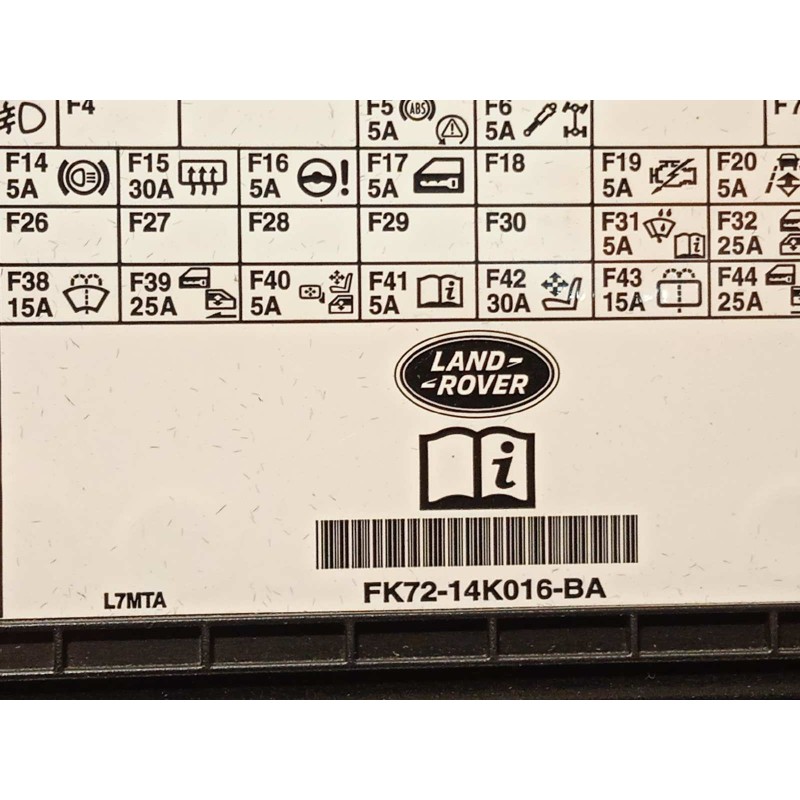 F4 F5 ABS F6 F7
5A 5A
F14 F15 F16 F17 F18 F19 F20
5A 30A 5A ! 5A 5A 5A
F26 F27 F28 F29 F30 F31 F32
5A i 25A
F38 F39 F40 F41 F42 F43 F44
15A 25A 5A 5A i 30A 15A 25A
LAND-
-ROVER
i
L7MTA FK72-14K016-BA